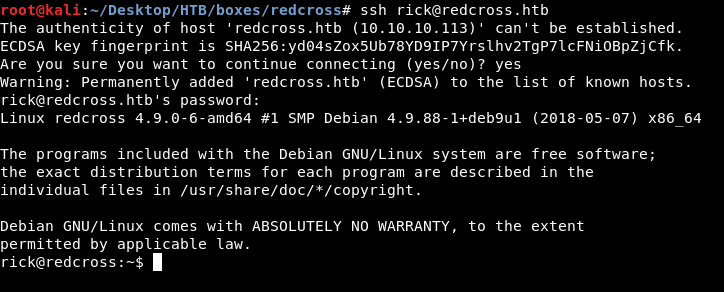 root@kali:~/Desktop/HTB/boxes/redcross# ssh rick@redcross.htb
The authenticity of host 'redcross.htb (10.10.10.113)' can't be established.
ECDSA key fingerprint is SHA256:yd04sZox5Ub78YD9IP7Yrslhv2TgP7lcFNiOBpZjCfk.
Are you sure you want to continue connecting (yes/no)? yes
Warning: Permanently added 'redcross.htb' (ECDSA) to the list of known hosts.
rick@redcross.htb's password:
Linux redcross 4.9.0-6-amd64 #1 SMP Debian 4.9.88-1+deb9u1 (2018-05-07) x86_64
The programs included with the Debian GNU/Linux system are free software;
the exact distribution terms for each program are described in the
individual files in /usr/share/doc/*/copyright.
Debian GNU/Linux comes with ABSOLUTELY NO WARRANTY, to the extent
permitted by applicable law.
rick@redcross:~$